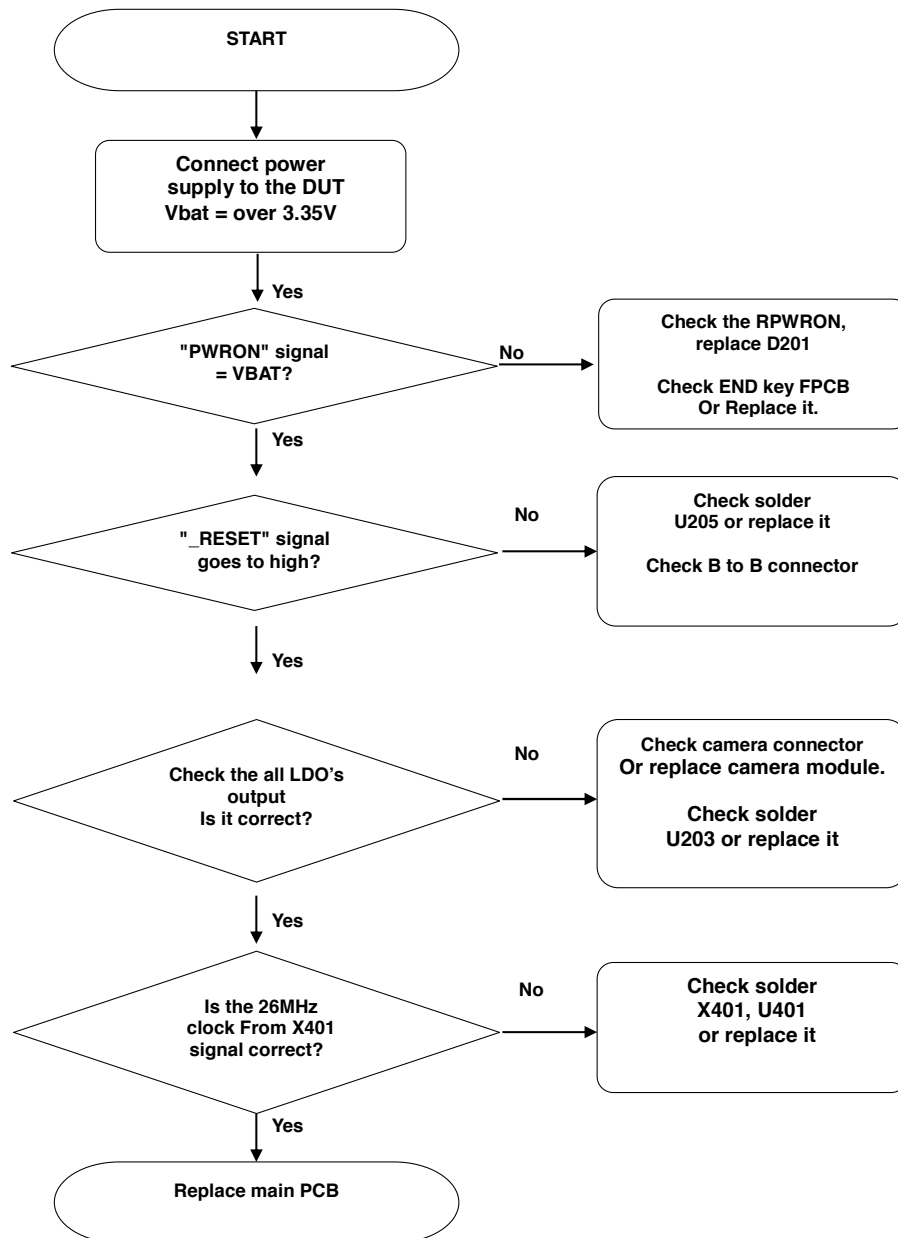 START
Connect power
supply to the DUT
Vbat = over 3.35V
Yes
"PWRON" signal
= VBAT?
No
Check the RPWRON,
replace D201
Check END key FPCB
Or Replace it.
Yes
"_RESET" signal
goes to high?
No
Check solder
U205 or replace it
Check B to B connector
Yes
Check the all LDO’s
output
Is it correct?
No
Check camera connector
Or replace camera module.
Check solder
U203 or replace it
Yes
Is the 26MHz
clock From X401
signal correct?
No
Check solder
X401, U401
or replace it
Yes
Replace main PCB